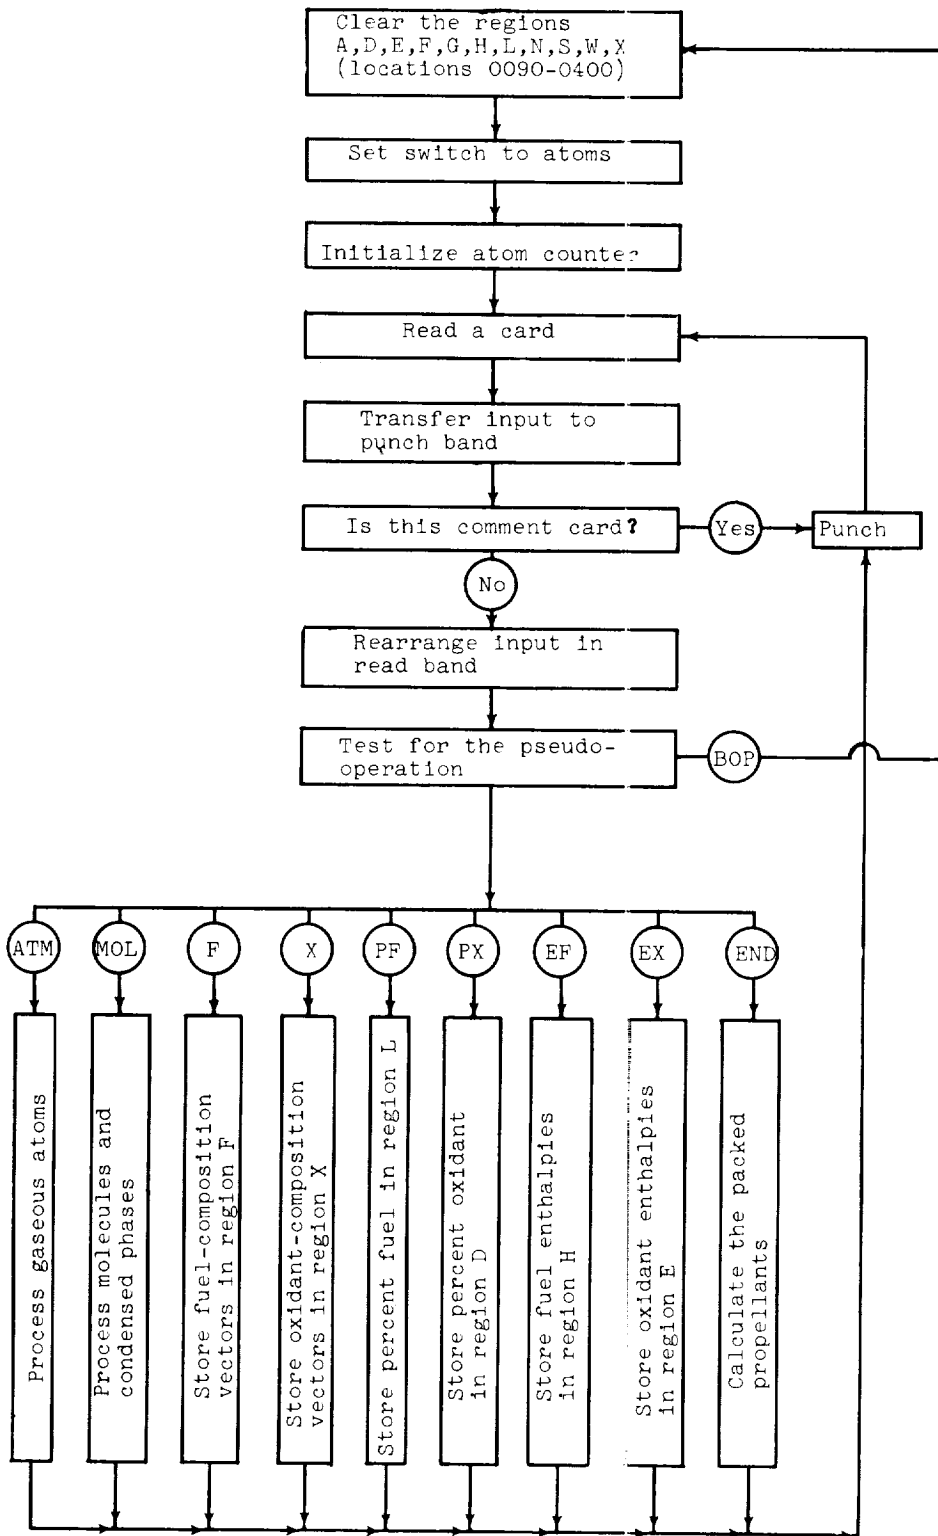 Clear the regions
A,D,E,F,G,H,L,N,S,W,X
(locations 0090-0400)
Set switch to atoms
Initialize atom counter
Read a card
Transfer input to
punch band
Is this comment card?
Yes
Punch
No
Rearrange input in
read band
Test for the pseudo-
operation
BOP
ATM
MOL
F
X
PF
PX
EF
EX
END
Process gaseous atoms
Process molecules and
condensed phases
Store fuel-composition
vectors in region F
Store oxidant-composition
vectors in region X
Store percent fuel in region L
Store percent oxidant
in region D
Store fuel enthalpies
in region H
Store oxidant enthalpies
in region E
Calculate the packed
propellants